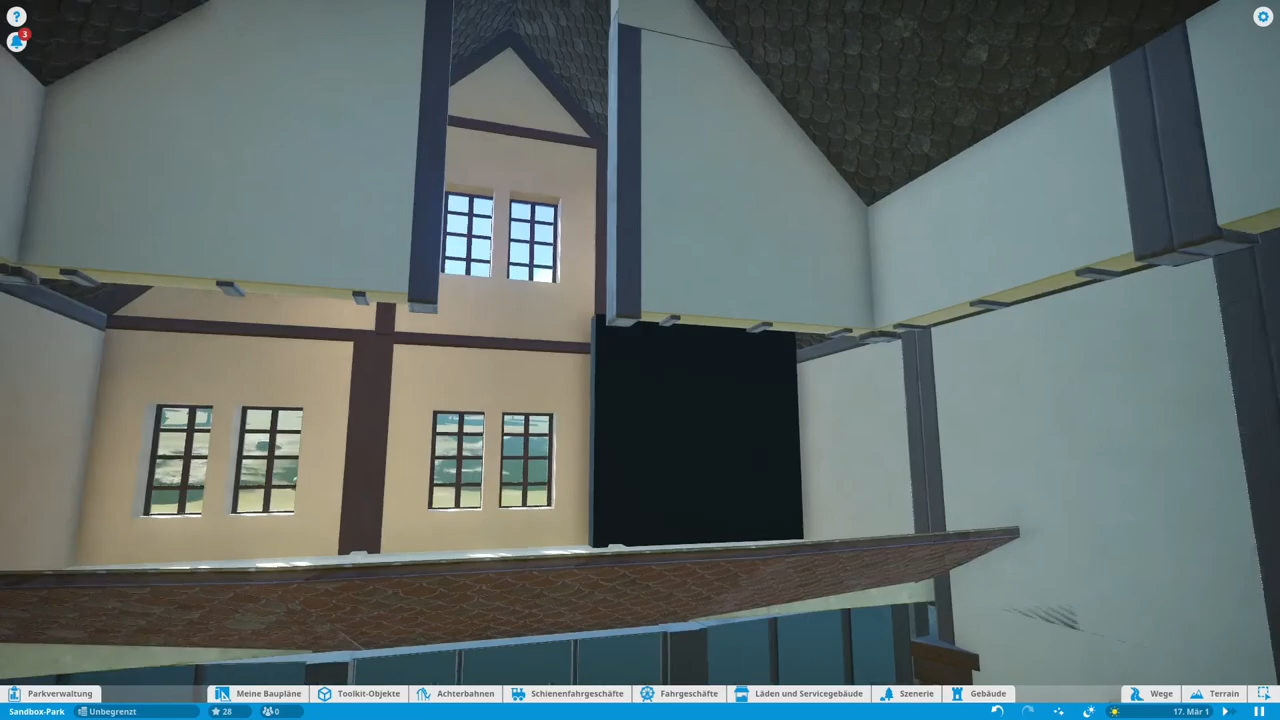 ?
3
Parkverwaltung
Meine Baupläne
Toolkit-Objekte
Achterbahnen
Schienenfahrgeschäfte
Fahrgeschäfte
Läden und Servicegebäude
Szenerie
Gebäude
Wege
Terrain
Sandbox-Park
Unbegrenzt
28
0
17. Mär 1